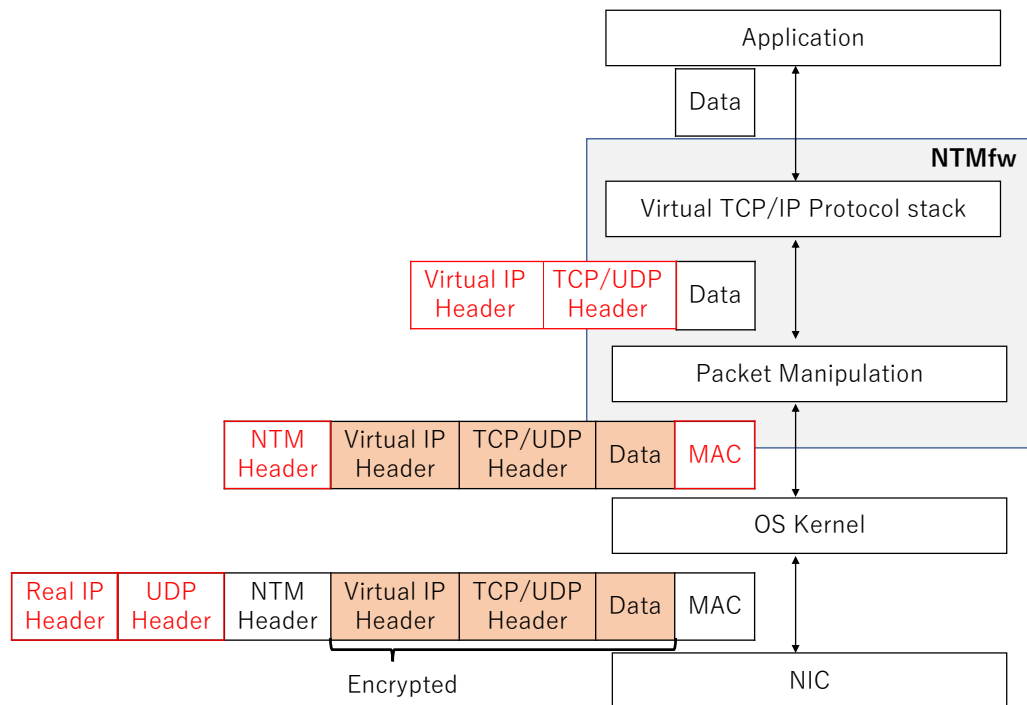 Application
Data
NTMfw
Virtual TCP/IP Protocol stack
Virtual IP
Header
TCP/UDP
Header
Data
Packet Manipulation
NTM
Header
Virtual IP
Header
TCP/UDP
Header
Data
MAC
OS Kernel
Real IP
Header
UDP
Header
NTM
Header
Virtual IP
Header
TCP/UDP
Header
Data
MAC
Encrypted
NIC